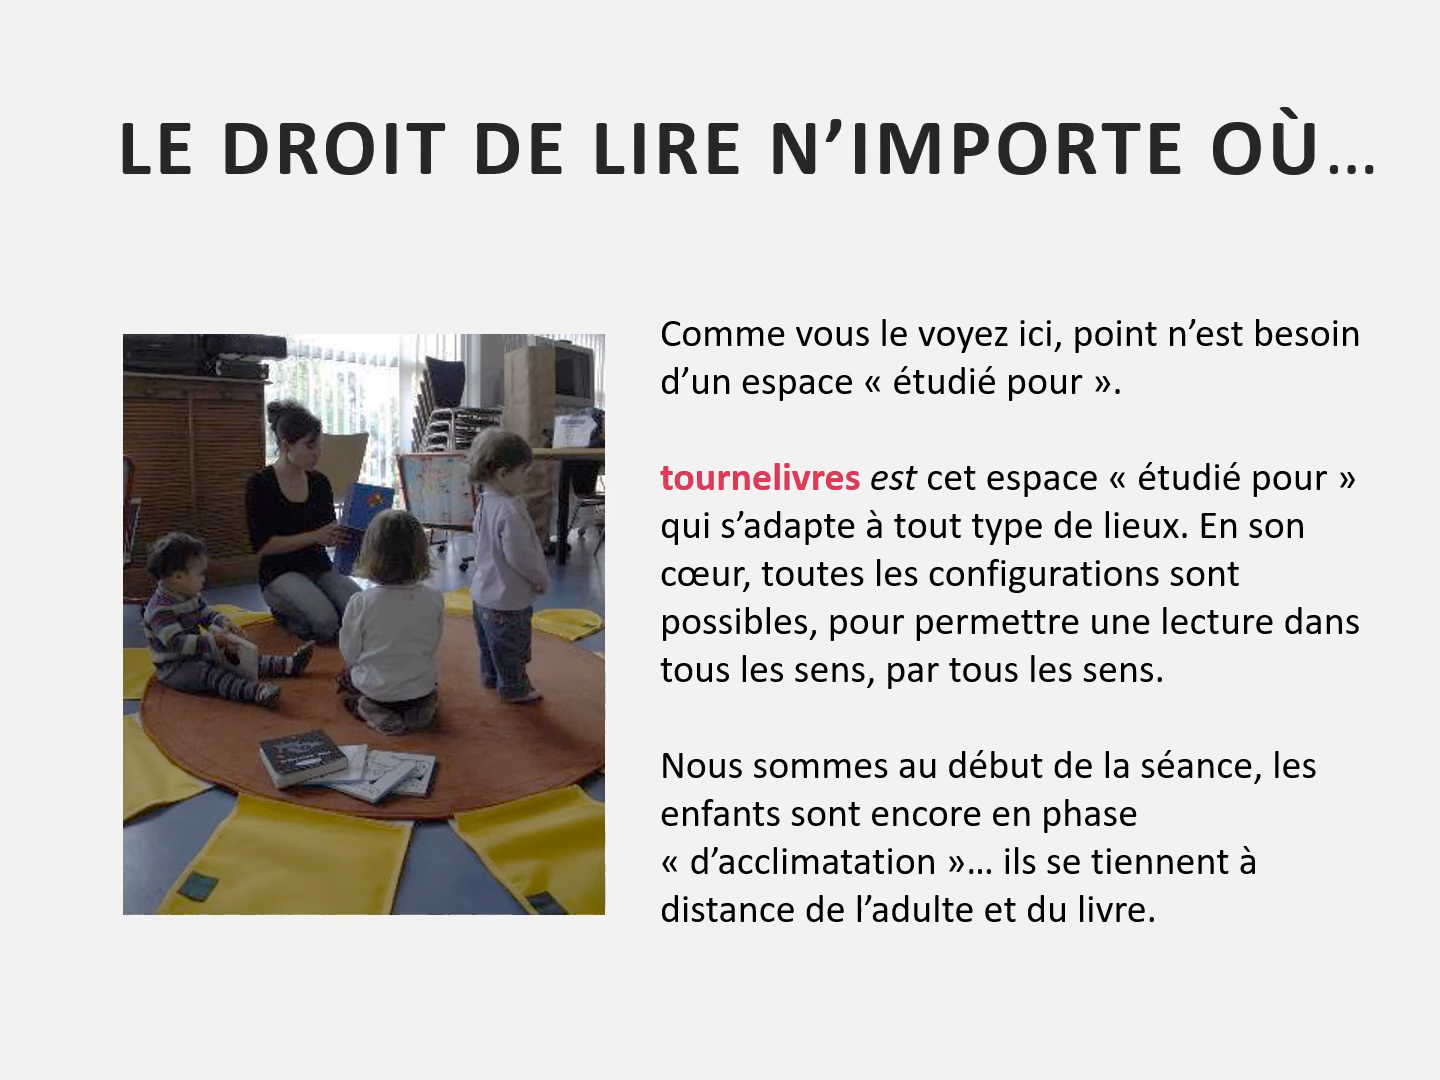 LE DROIT DE LIRE N’IMPORTE OÙ…
Comme vous le voyez ici, point n’est besoin
d’un espace « étudié pour ».
tournelivres est cet espace « étudié pour »
qui s’adapte à tout type de lieux. En son
cœur, toutes les configurations sont
possibles, pour permettre une lecture dans
tous les sens, par tous les sens.
Nous sommes au début de la séance, les
enfants sont encore en phase
« d’acclimatation »… ils se tiennent à
distance de l’adulte et du livre.